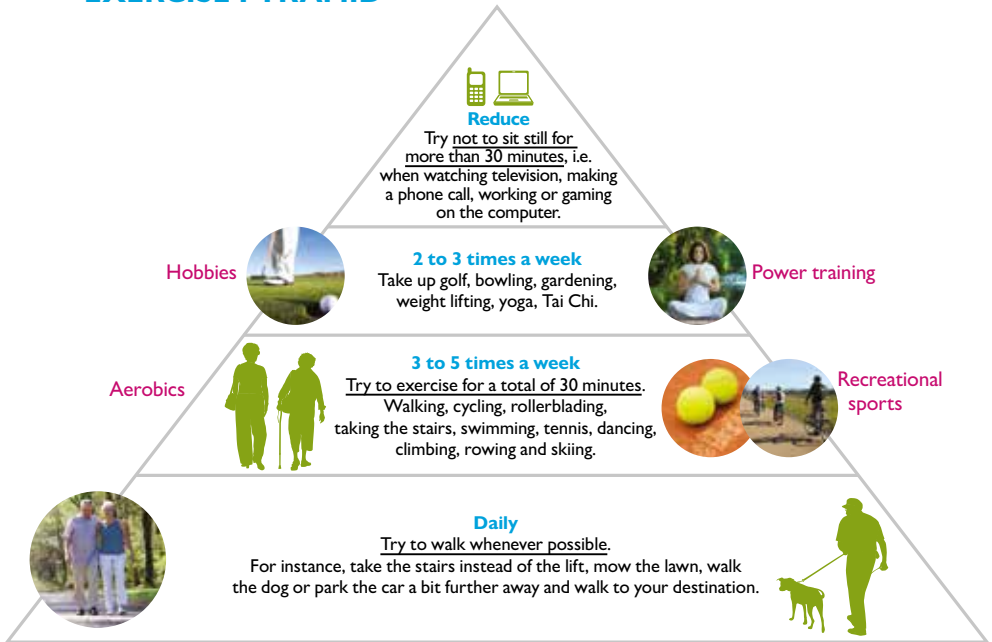 EXERCISE PYRAMID
Reduce
Try not to sit still for
more than 30 minutes, i.e.
when watching television, making
a phone call, working or gaming
on the computer.
Hobbies
2 to 3 times a week
Take up golf, bowling, gardening,
weight lifting, yoga, Tai Chi.
Power training
Aerobics
3 to 5 times a week
Try to exercise for a total of 30 minutes.
Walking, cycling, rollerblading,
taking the stairs, swimming, tennis, dancing,
climbing, rowing and skiing.
Recreational
sports
Daily
Try to walk whenever possible.
For instance, take the stairs instead of the lift, mow the lawn, walk
the dog or park the car a bit further away and walk to your destination.